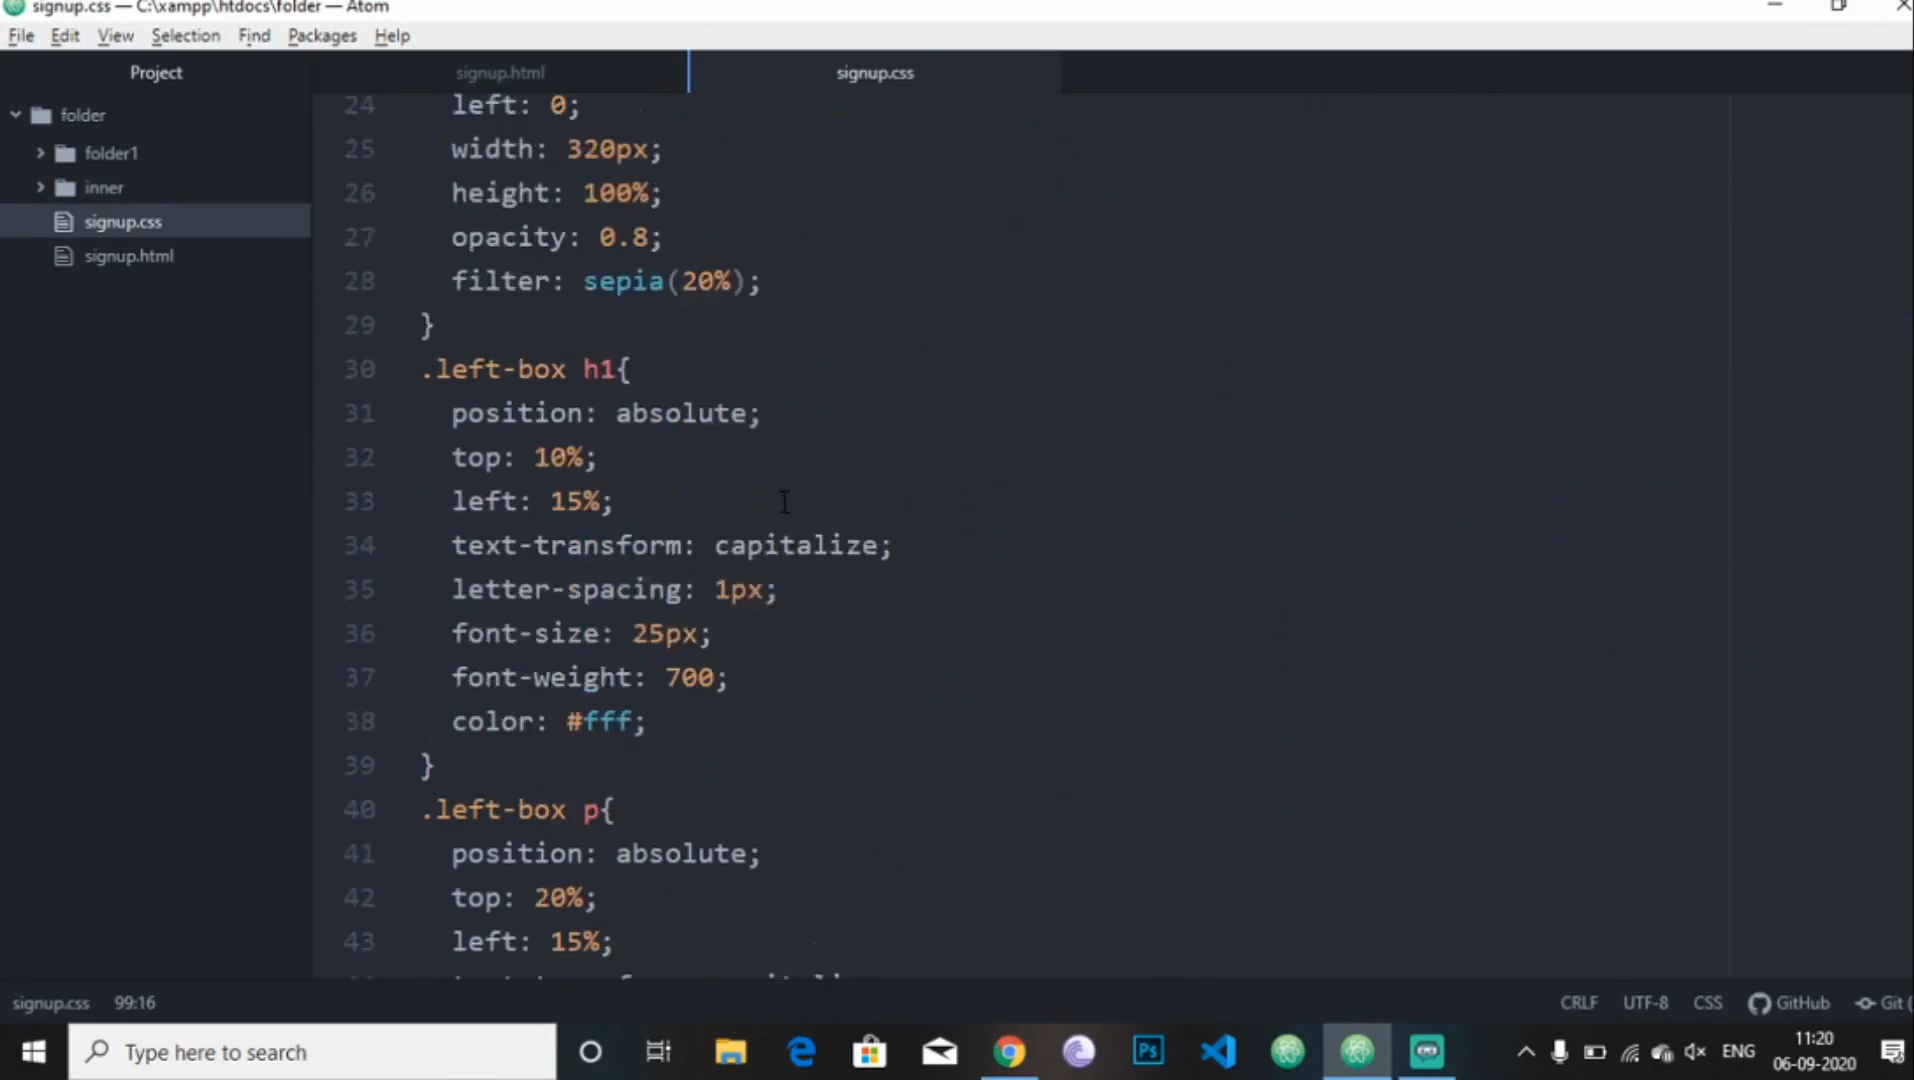 signup.css — C:\xampp\htdocs\folder — Atom
File Edit View Selection Find Packages Help
Project
signup.html
signup.css
folder
folder1
inner
signup.css
signup.html
24 left: 0;
25 width: 320px;
26 height: 100%;
27 opacity: 0.8;
28 filter: sepia(20%);
29 }
30 .left-box h1{
31 position: absolute;
32 top: 10%;
33 left: 15%;
34 text-transform: capitalize;
35 letter-spacing: 1px;
36 font-size: 25px;
37 font-weight: 700;
38 color: #fff;
39 }
40 .left-box p{
41 position: absolute;
42 top: 20%;
43 left: 15%;
signup.css 99:16
CRLF UTF-8 CSS GitHub Git (
Type here to search
Ps
ENG
11:20
06-09-2020